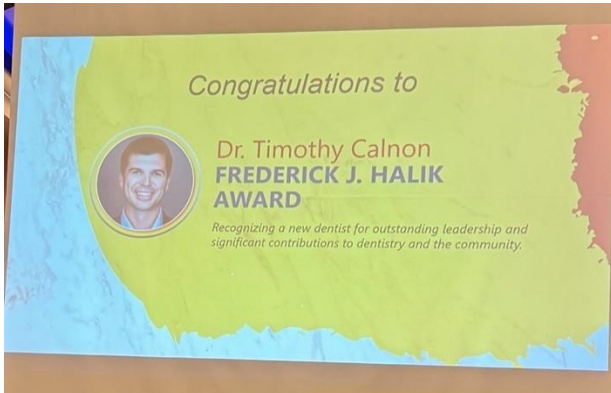 Congratulations to
Dr. Timothy Calnon
FREDERICK J. HALIK
AWARD
Recognizing a new dentist for outstanding leadership and
significant contributions to dentistry and the community.